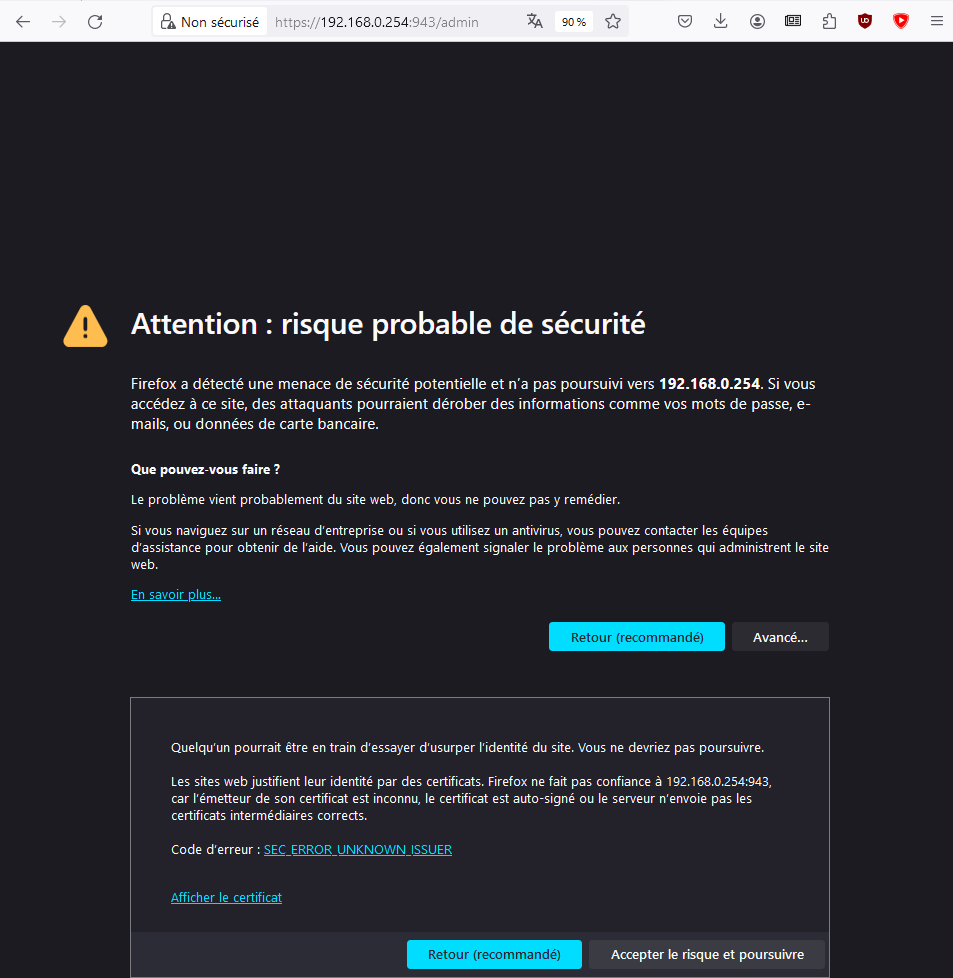 Non sécurisé https://192.168.0.254:943/admin 90 %
Attention : risque probable de sécurité
Firefox a détecté une menace de sécurité potentielle et n’a pas poursuivi vers 192.168.0.254. Si vous
accédez à ce site, des attaquants pourraient dérober des informations comme vos mots de passe, e-
mails, ou données de carte bancaire.
Que pouvez-vous faire ?
Le problème vient probablement du site web, donc vous ne pouvez pas y remédier.
Si vous naviguez sur un réseau d’entreprise ou si vous utilisez un antivirus, vous pouvez contacter les équipes
d’assistance pour obtenir de l’aide. Vous pouvez également signaler le problème aux personnes qui administrent le site
web.
En savoir plus...
Retour (recommandé) Avancé...
Quelqu’un pourrait être en train d’essayer d’usurper l’identité du site. Vous ne devriez pas poursuivre.
Les sites web justifient leur identité par des certificats. Firefox ne fait pas confiance à 192.168.0.254:943,
car l’émetteur de son certificat est inconnu, le certificat est auto-signé ou le serveur n’envoie pas les
certificats intermédiaires corrects.
Code d’erreur : SEC_ERROR_UNKNOWN_ISSUER
Afficher le certificat
Retour (recommandé) Accepter le risque et poursuivre